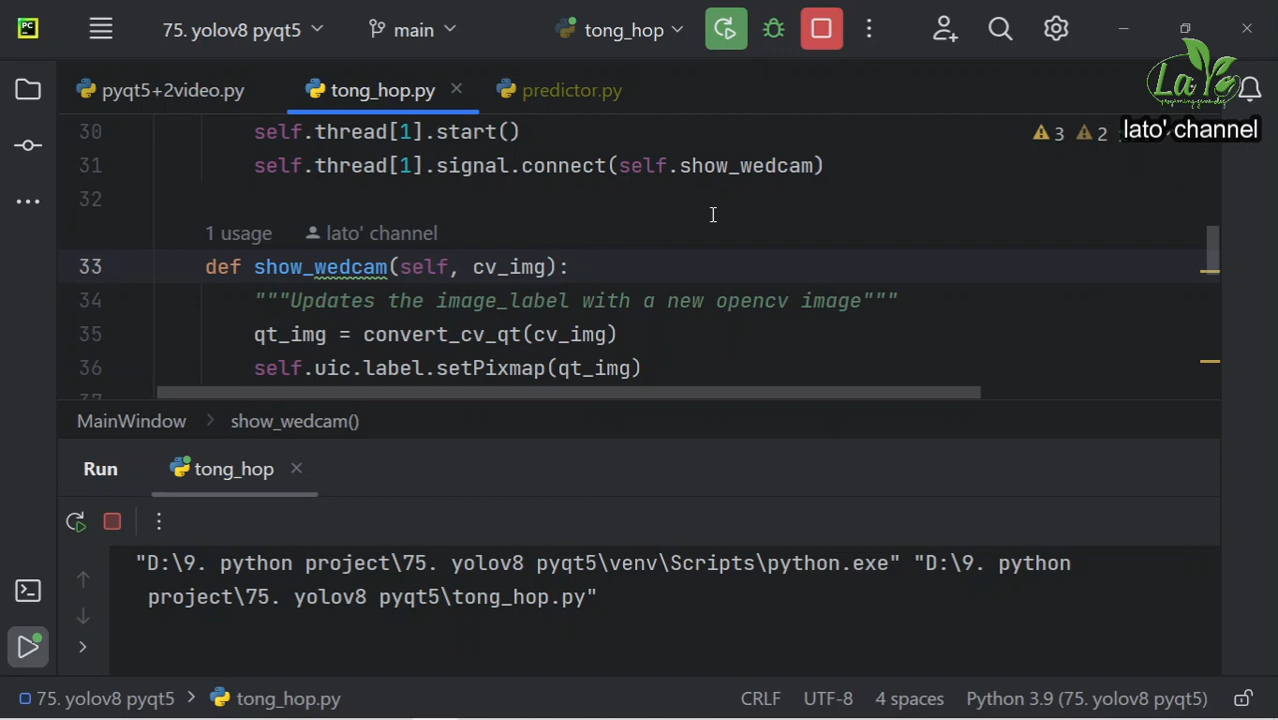 PC
75. yolov8 pyqt5
main
tong_hop
pyqt5+2video.py
tong_hop.py
predictor.py
LaTo
lato' channel
30 self.thread[1].start()
3
2
31 self.thread[1].signal.connect(self.show_wedcam)
32
1 usage lato' channel
33 def show_wedcam(self, cv_img):
34 """Updates the image_label with a new opencv image"""
35 qt_img = convert_cv_qt(cv_img)
36 self.uic.label.setPixmap(qt_img)
37
MainWindow > show_wedcam()
Run tong_hop
"D:\9. python project\75. yolov8 pyqt5\venv\Scripts\python.exe" "D:\9. python
project\75. yolov8 pyqt5\tong_hop.py"
75. yolov8 pyqt5 > tong_hop.py
CRLF UTF-8 4 spaces Python 3.9 (75. yolov8 pyqt5)